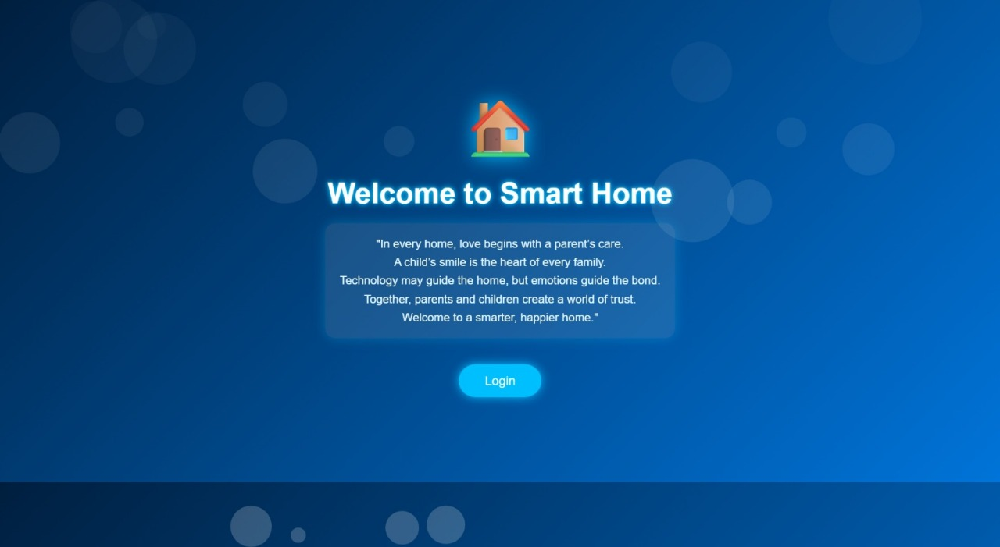 Welcome to Smart Home
"In every home, love begins with a parent’s care.
A child’s smile is the heart of every family.
Technology may guide the home, but emotions guide the bond.
Together, parents and children create a world of trust.
Welcome to a smarter, happier home."
Login